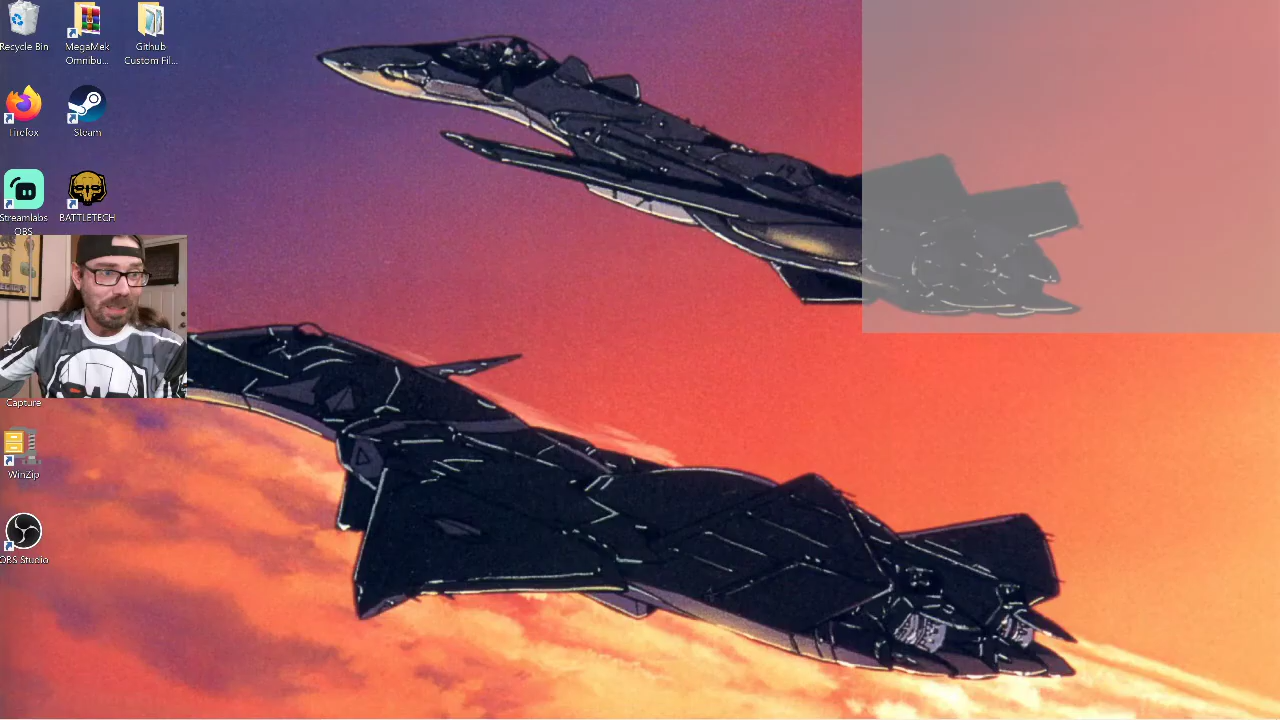 Recycle Bin
MegaMek
Omnibu...
Github
Custom Fil...
Firefox
Steam
Streamlabs
OBS
BATTLETECH
Capture
WinZip
OBS Studio